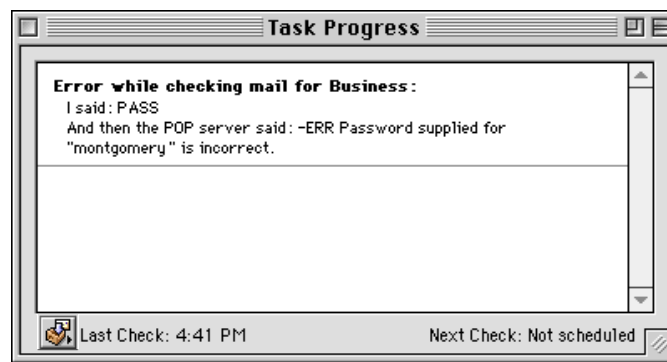 Task Progress
Error while checking mail for Business:
I said: PASS
And then the POP server said: -ERR Password supplied for
"montgomery" is incorrect.
Last Check: 4:41 PM
Next Check: Not scheduled